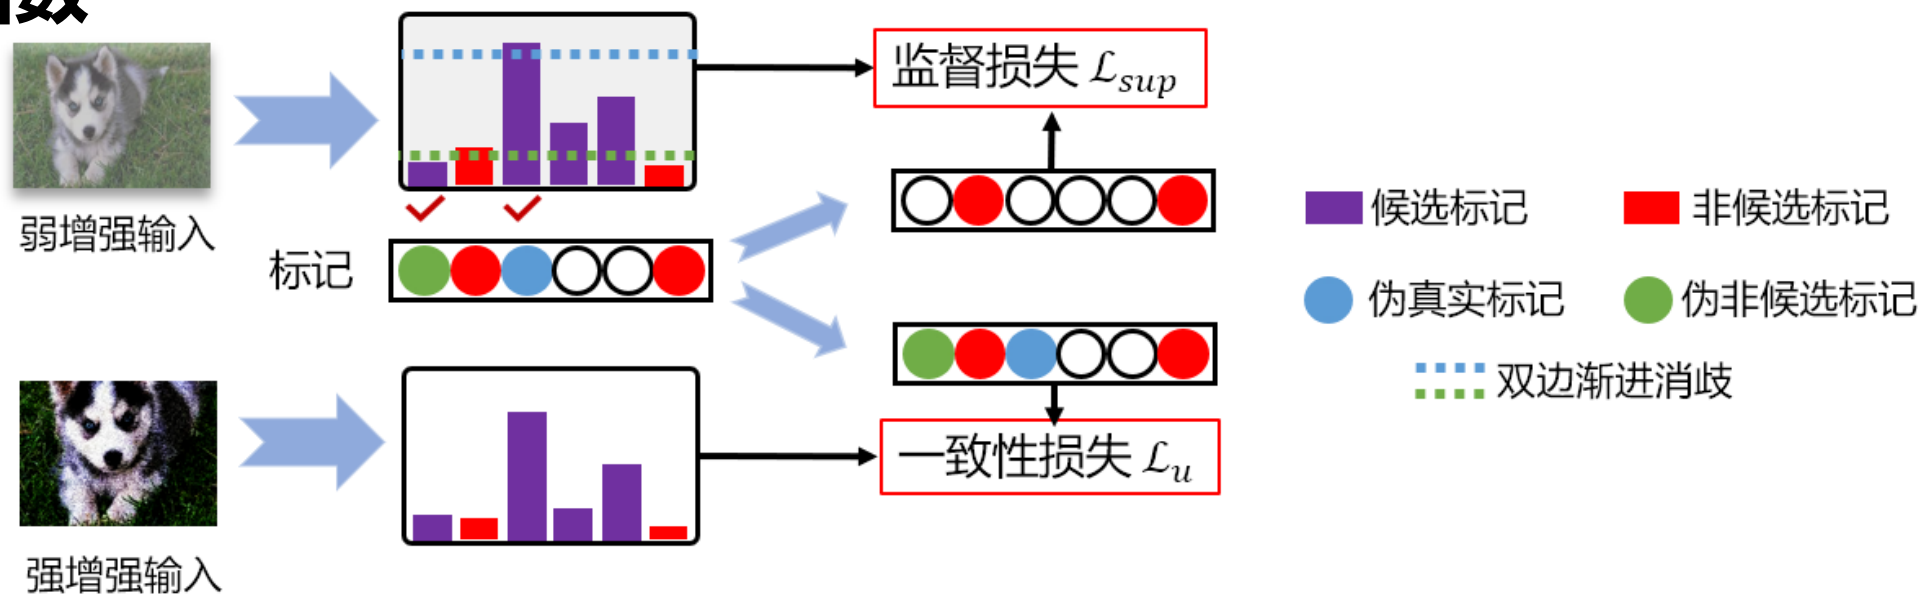 监督损失 ℒsup
弱增强输入
标记
候选标记
非候选标记
伪真实标记
伪非候选标记
双边渐进消歧
一致性损失 ℒu
强增强输入